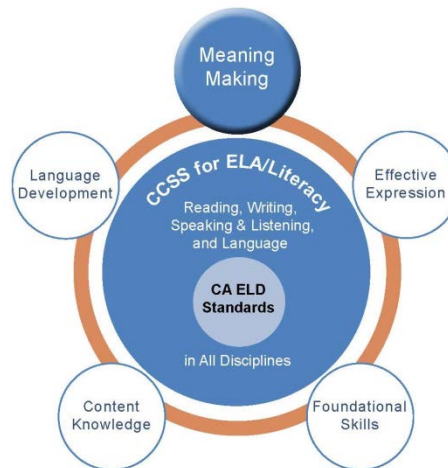 Meaning
Making
Language
Development
Effective
Expression
CCSS for ELA/Literacy
Reading, Writing,
Speaking & Listening,
and Language
CA ELD
Standards
in All Disciplines
Content
Knowledge
Foundational
Skills